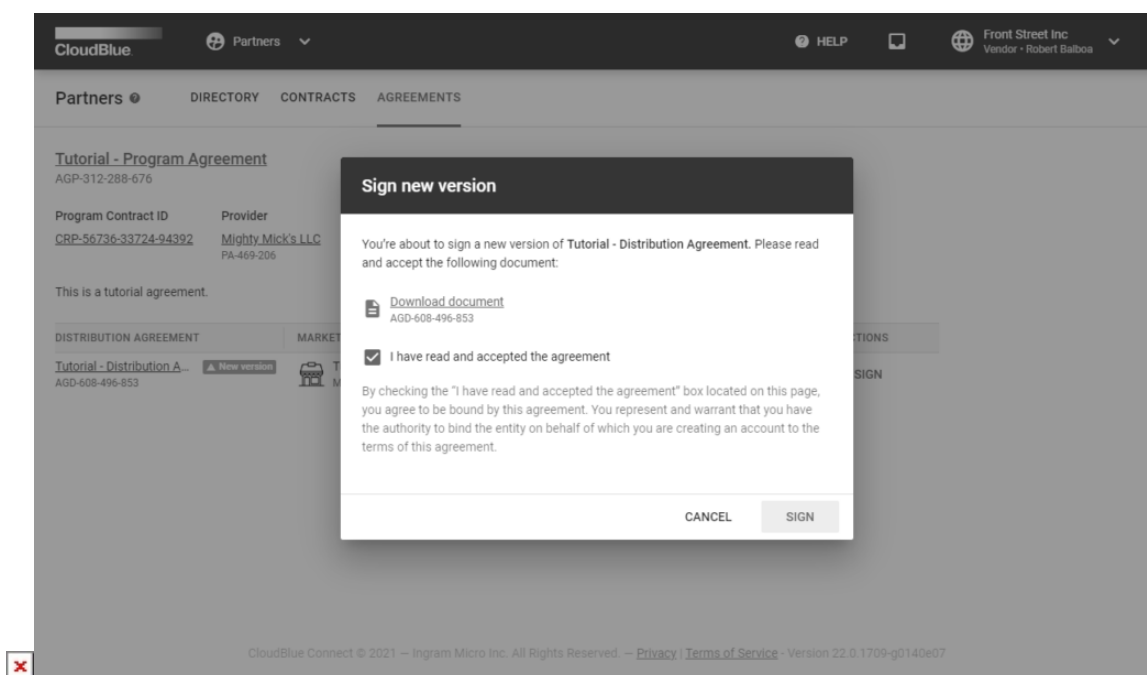 CloudBlue.
Partners
HELP
Front Street Inc
Vendor • Robert Balboa
Partners
DIRECTORY
CONTRACTS
AGREEMENTS
Tutorial - Program Agreement
AGP-312-288-676
Program Contract ID
Provider
CRP-56736-33724-94392
Mighty Mick's LLC
PA-469-206
This is a tutorial agreement.
DISTRIBUTION AGREEMENT
MARKET
CTIONS
Tutorial - Distribution A...
New version
T
M
SIGN
AGD-608-496-853
Sign new version
You're about to sign a new version of Tutorial - Distribution Agreement. Please read
and accept the following document:
Download document
AGD-608-496-853
I have read and accepted the agreement
By checking the "I have read and accepted the agreement" box located on this page,
you agree to be bound by this agreement. You represent and warrant that you have
the authority to bind the entity on behalf of which you are creating an account to the
terms of this agreement.
CANCEL
SIGN
CloudBlue Connect © 2021 — Ingram Micro Inc. All Rights Reserved. — Privacy | Terms of Service - Version 22.0.1709-g0140e07